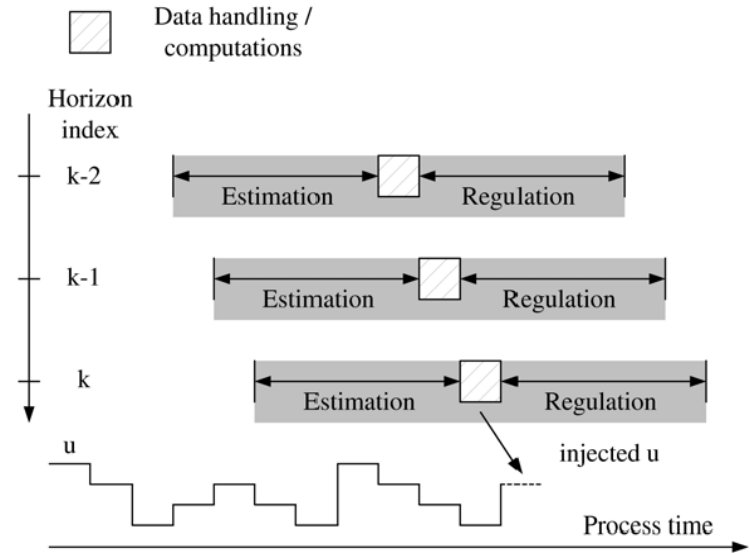 Data handling /
computations
Horizon
index
k-2
Estimation
Regulation
k-1
Estimation
Regulation
k
Estimation
Regulation
u
injected u
Process time